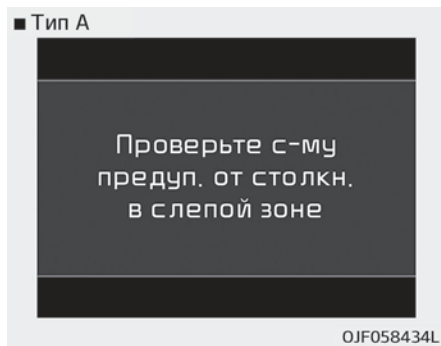 ■ Тип A
Проверьте с-му
предуп. от столкн.
в слепой зоне
OJF058434L